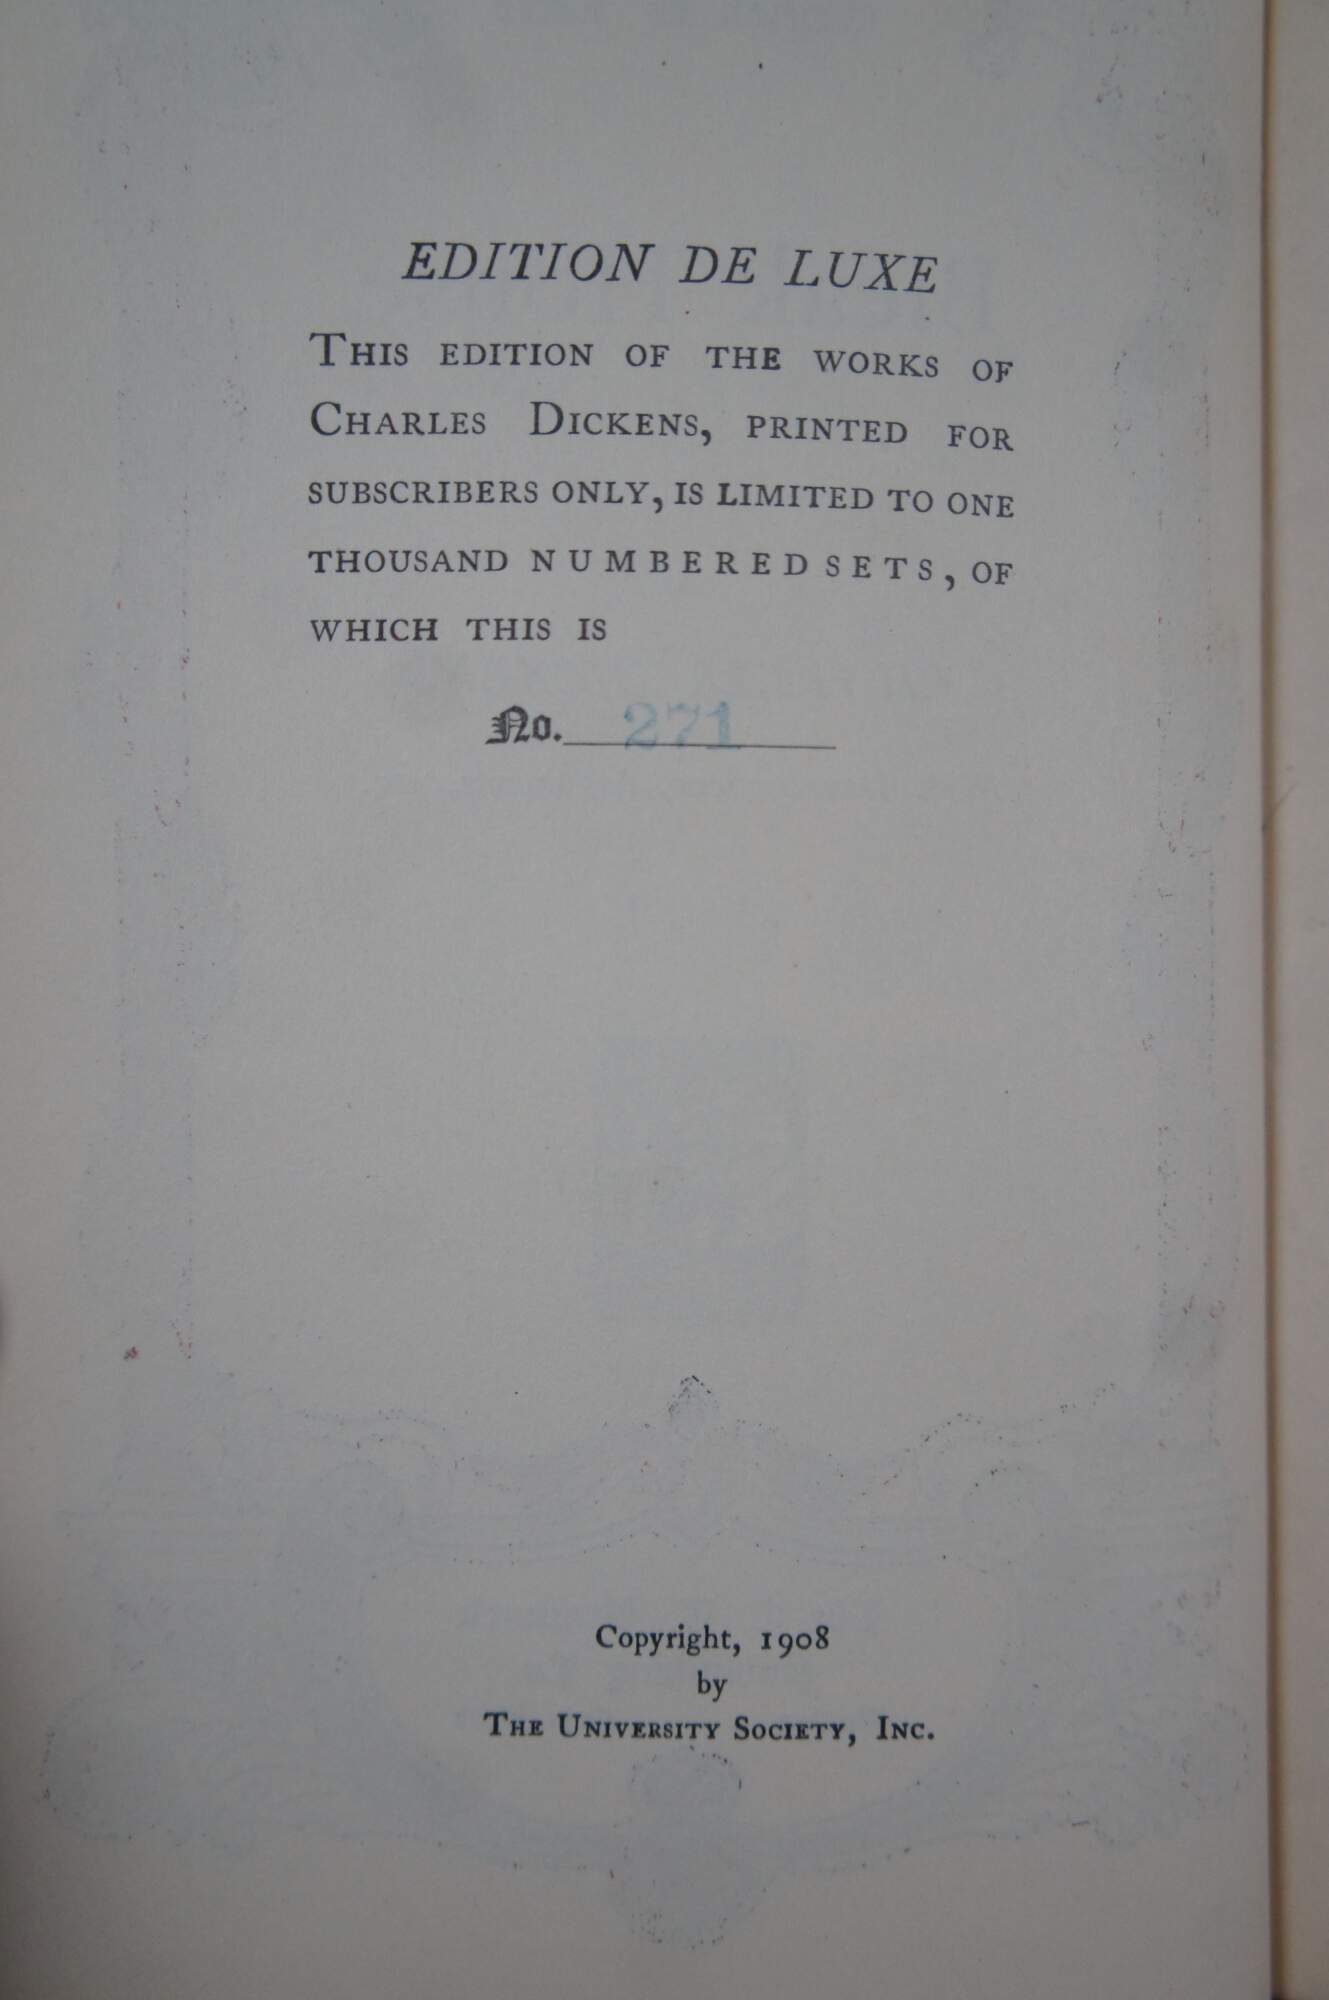 EDITION DE LUXE
THIS EDITION OF THE WORKS OF
CHARLES DICKENS, PRINTED FOR
SUBSCRIBERS ONLY, IS LIMITED TO ONE
THOUSAND NUMBERED SETS, OF
WHICH THIS IS
No. 271
Copyright, 1908
by
THE UNIVERSITY SOCIETY, INC.